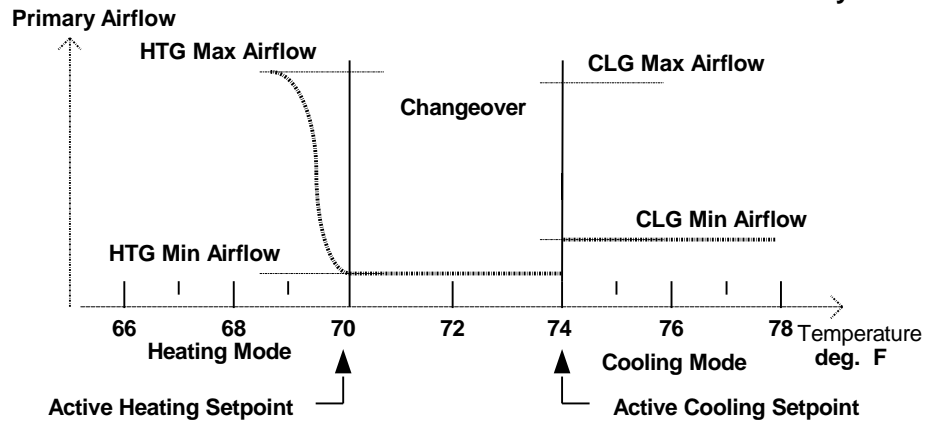 Primary Airflow
HTG Max Airflow
CLG Max Airflow
Changeover
CLG Min Airflow
HTG Min Airflow
66 68 70 72 74 76 78
Temperature
deg. F
Heating Mode
Cooling Mode
Active Heating Setpoint
Active Cooling Setpoint